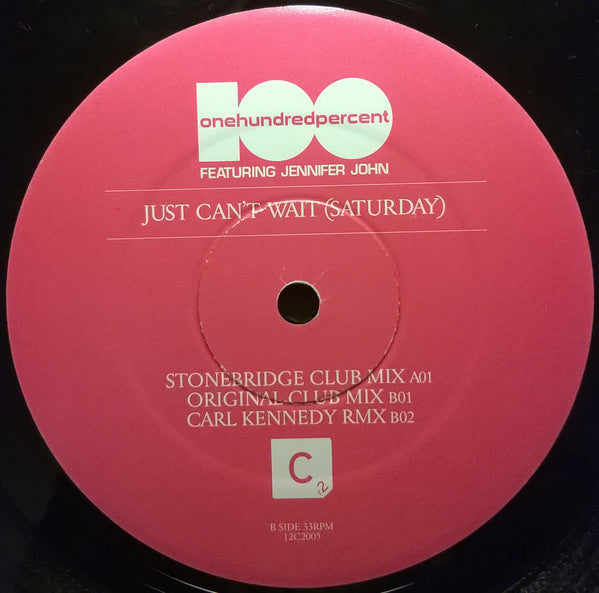 100
onehundredpercent
FEATURING JENNIFER JOHN
JUST CAN'T WAIT (SATURDAY)
STONEBRIDGE CLUB MIX A01
ORIGINAL CLUB MIX B01
CARL KENNEDY RMX B02
C2
B SIDE 33RPM
12C2005